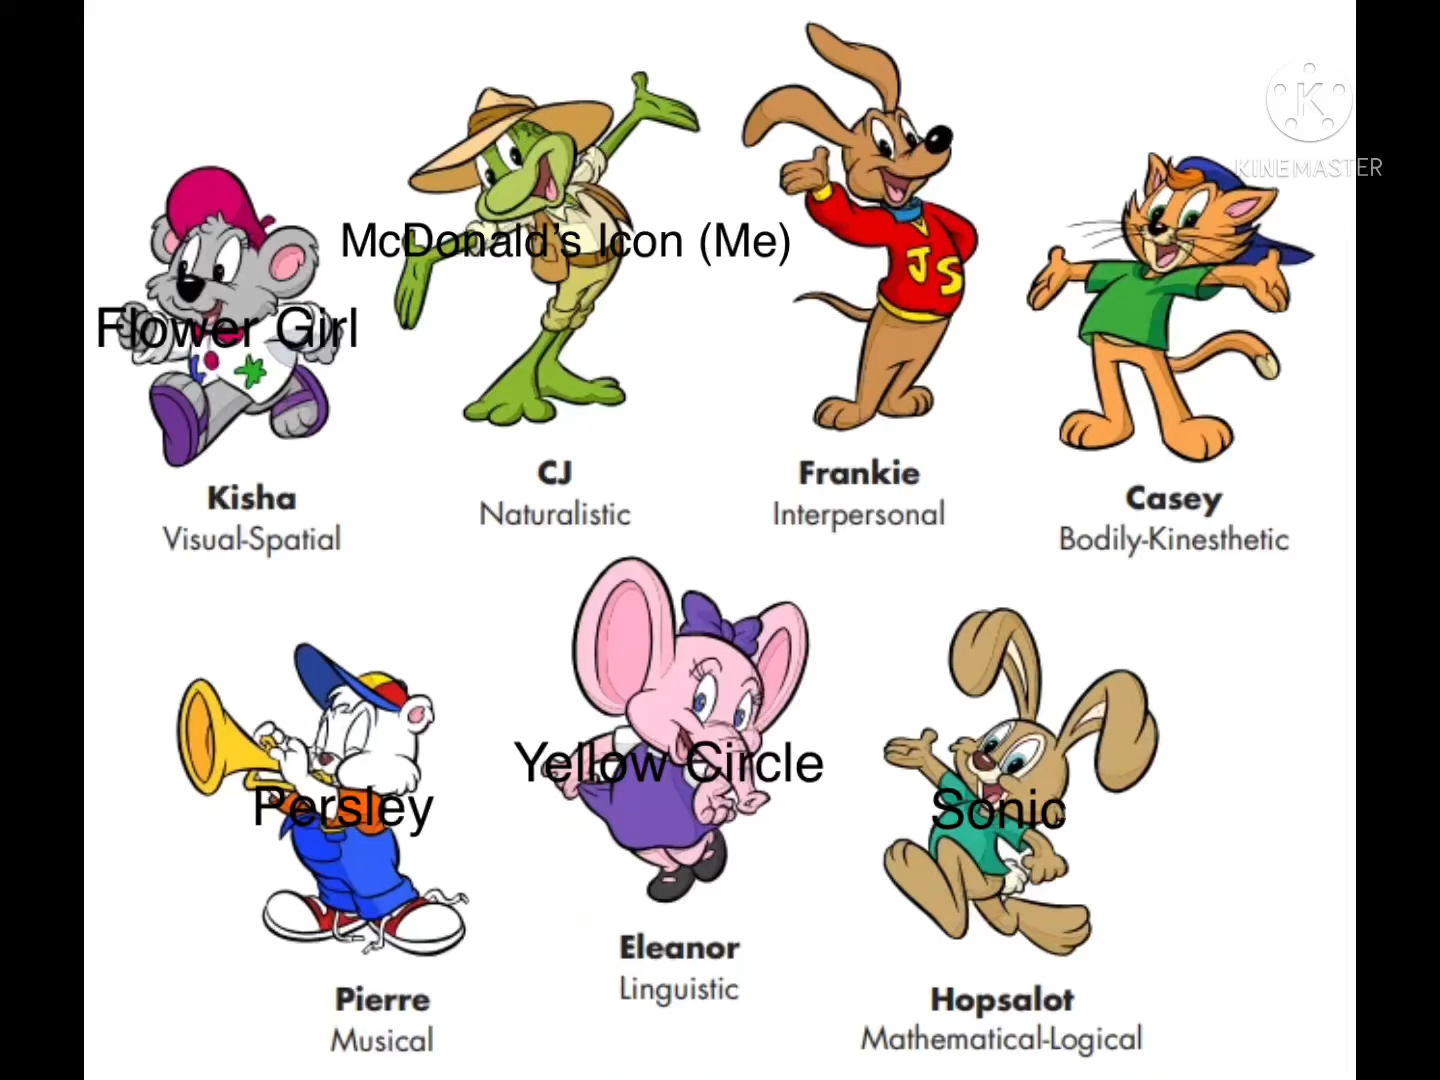 K
KINEMASTER
McDonald's Icon (Me)
JS
Flower Girl
Kisha
Visual-Spatial
CJ
Naturalistic
Frankie
Interpersonal
Casey
Bodily-Kinesthetic
Yellow Circle
Persley
Sonic
Eleanor
Linguistic
Pierre
Musical
Hopsalot
Mathematical-Logical